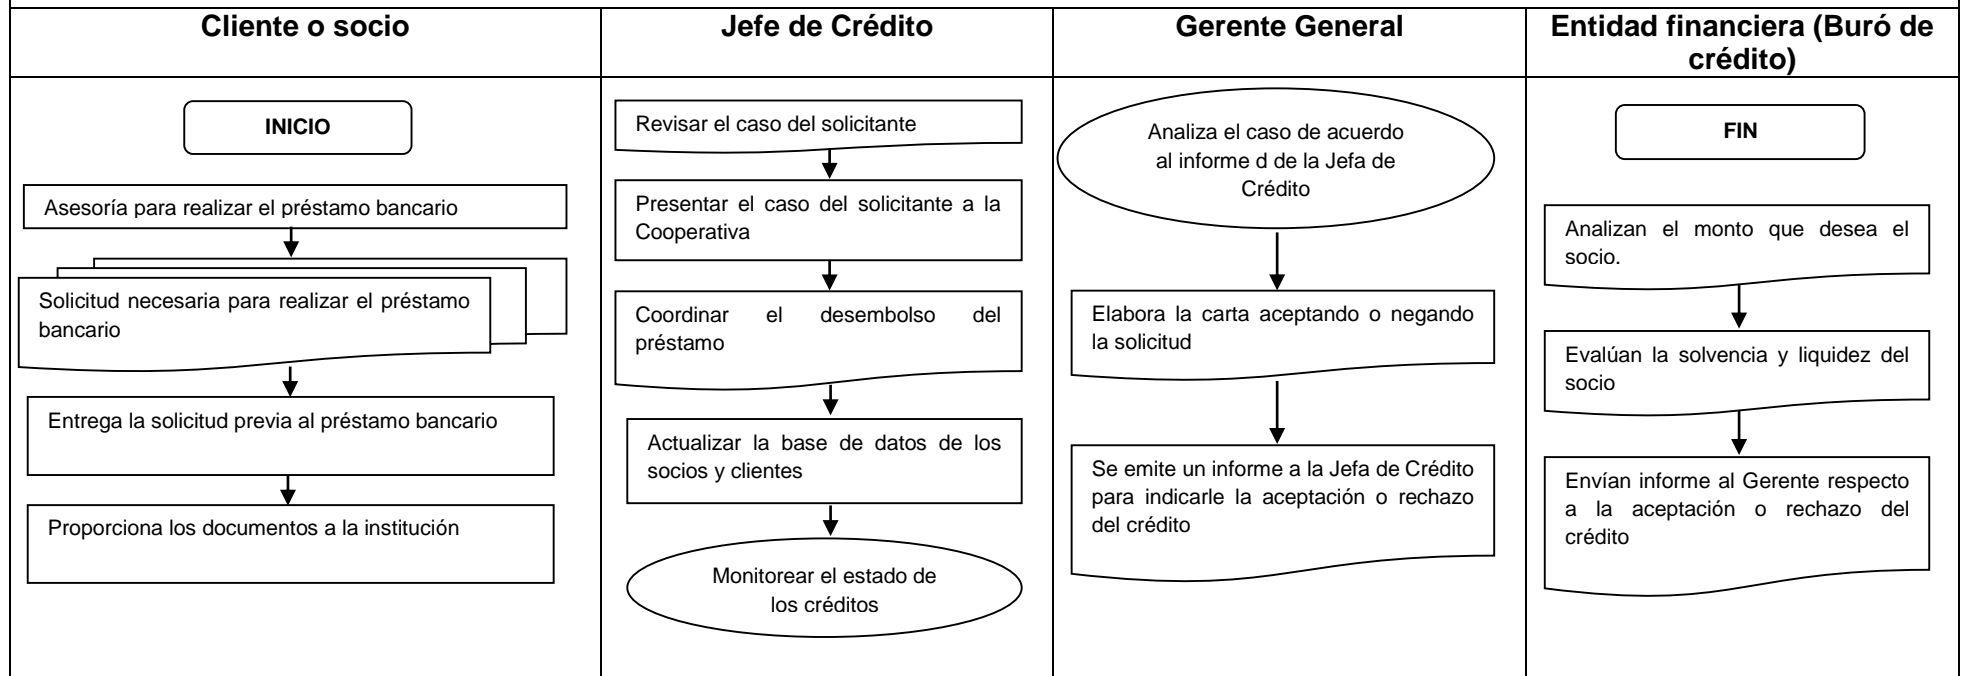 Cliente o socio
Jefe de Crédito
Gerente General
Entidad financiera (Buró de
crédito)
INICIO
Asesoría para realizar el préstamo bancario
Solicitud necesaria para realizar el préstamo
bancario
Entrega la solicitud previa al préstamo bancario
Proporciona los documentos a la institución
Revisar el caso del solicitante
Presentar el caso del solicitante a la
Cooperativa
Coordinar el desembolso del
préstamo
Actualizar la base de datos de los
socios y clientes
Monitorear el estado de
los créditos
Analiza el caso de acuerdo
al informe d de la Jefa de
Crédito
Elabora la carta aceptando o negando
la solicitud
Se emite un informe a la Jefa de Crédito
para indicarle la aceptación o rechazo
del crédito
FIN
Analizan el monto que desea el
socio.
Evalúan la solvencia y liquidez del
socio
Envían informe al Gerente respecto
a la aceptación o rechazo del
crédito